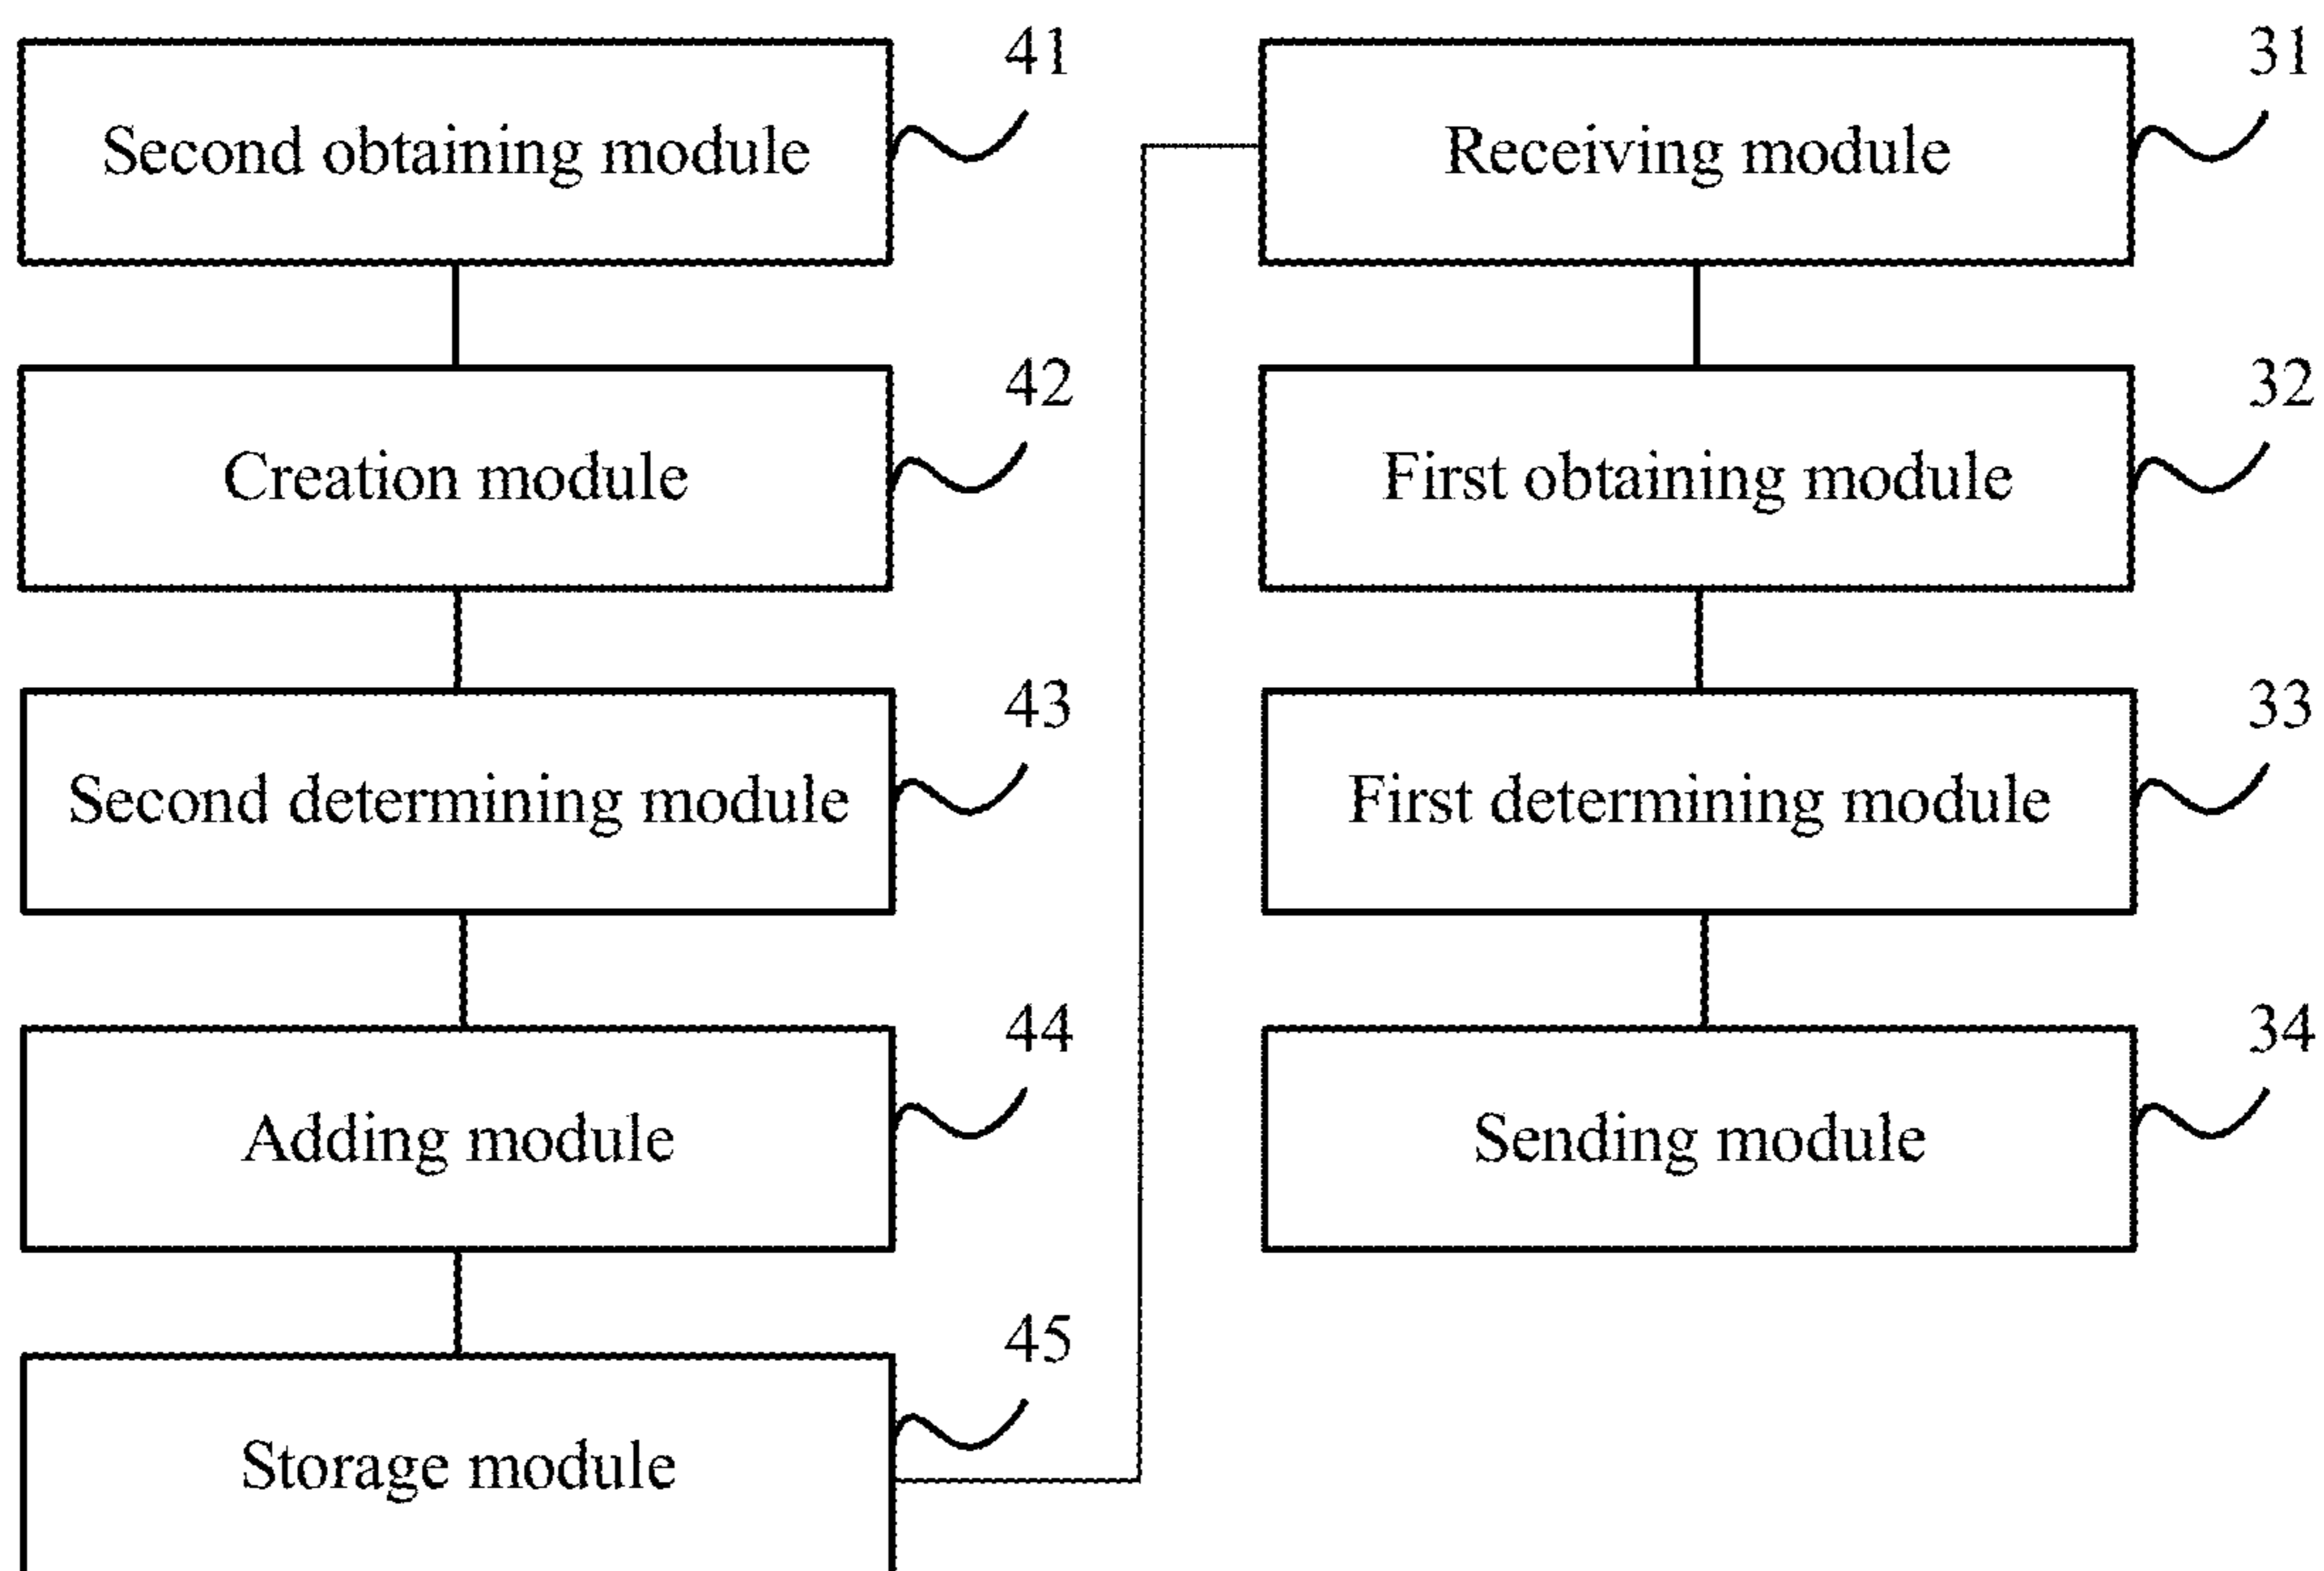 41
Second obtaining module
42
Creation module
43
Second determining module
44
Adding module
45
Storage module
31
Receiving module
32
First obtaining module
33
First determining module
34
Sending module